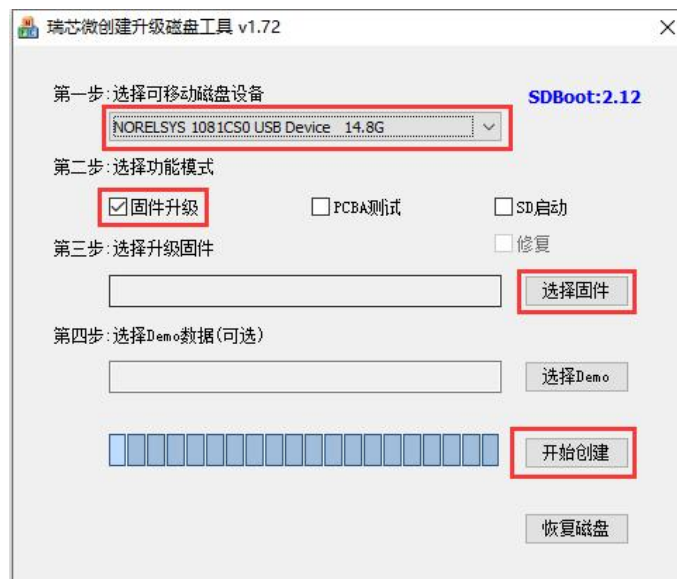 瑞芯微创建升级磁盘工具 v1.72
第一步:选择可移动磁盘设备
SDBoot:2.12
NORELSYS 1081CS0 USB Device 14.8G
第二步:选择功能模式
固件升级 PCBA测试 SD启动
修复
第三步:选择升级固件
选择固件
第四步:选择Demo数据(可选)
选择Demo
开始创建
恢复磁盘